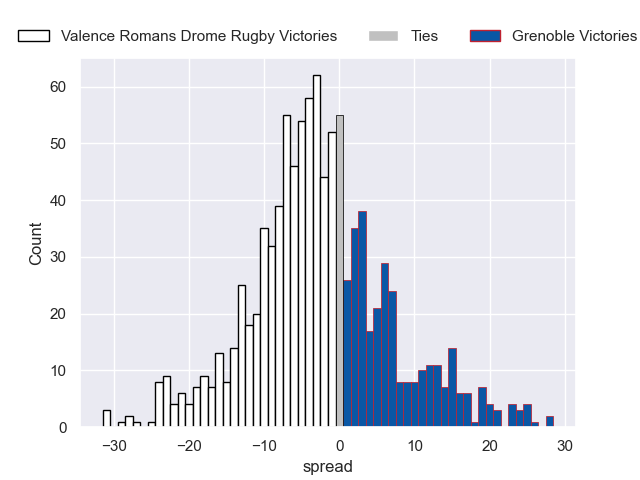 Valence Romans Drome Rugby Victories Ties Grenoble Victories
60
50
40
30
20
10
0
Count
−30 −20 −10 0 10 20 30
spread